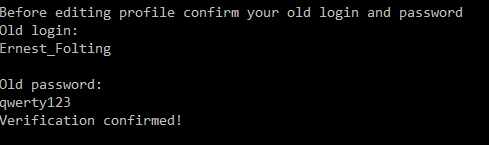 Before editing profile confirm your old login and password
Old login:
Ernest_Folting
Old password:
qwerty123
Verification confirmed!